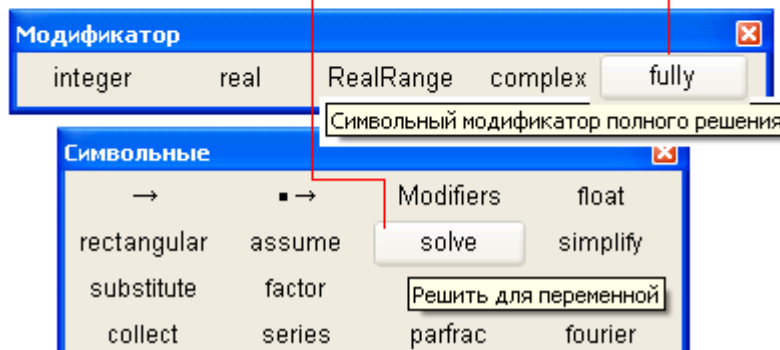 Модификатор
integer real RealRange complex fully
Символьный модификатор полного решения
Символьные
→ ▪ → Modifiers float
rectangular assume solve simplify
substitute factor
Решить для переменной
collect series parfrac fourier